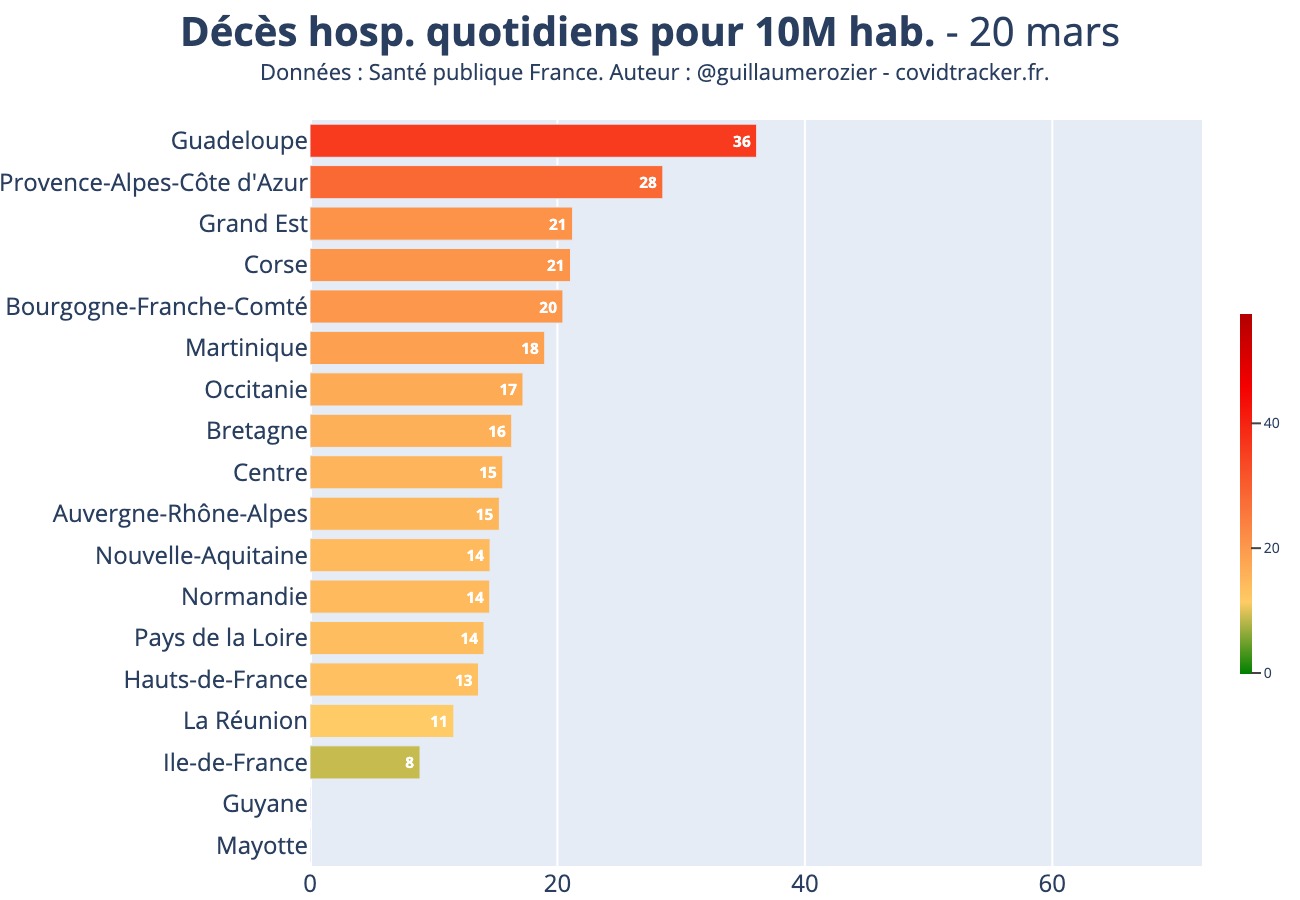 Décès hosp. quotidiens pour 10M hab. - 20 mars
Données : Santé publique France. Auteur : @guillaumerozier - covidtracker.fr.
Guadeloupe 36
Provence-Alpes-Côte d'Azur 28
Grand Est 21
Corse 21
Bourgogne-Franche-Comté 20
Martinique 18
Occitanie 17
Bretagne 16
Centre 15
Auvergne-Rhône-Alpes 15
Nouvelle-Aquitaine 14
Normandie 14
Pays de la Loire 14
Hauts-de-France 13
La Réunion 11
Ile-de-France 8
Guyane
Mayotte
0 20 40 60
40
20
0